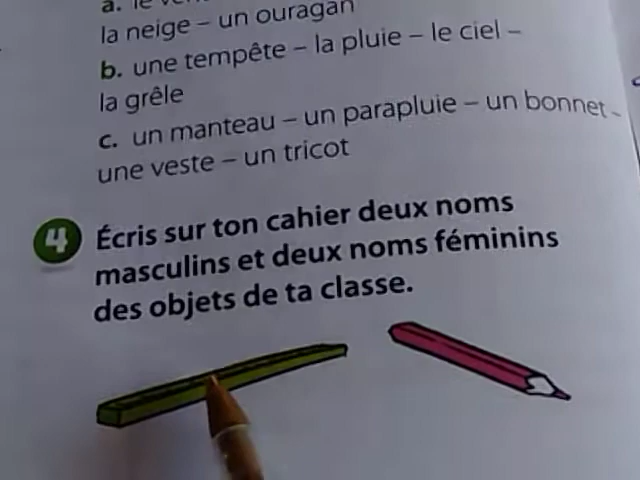 a. le
la neige – un ouragan
b. une tempête – la pluie – le ciel –
la grêle
c. un manteau – un parapluie – un bonnet –
une veste – un tricot
4 Écris sur ton cahier deux noms
masculins et deux noms féminins
des objets de ta classe.